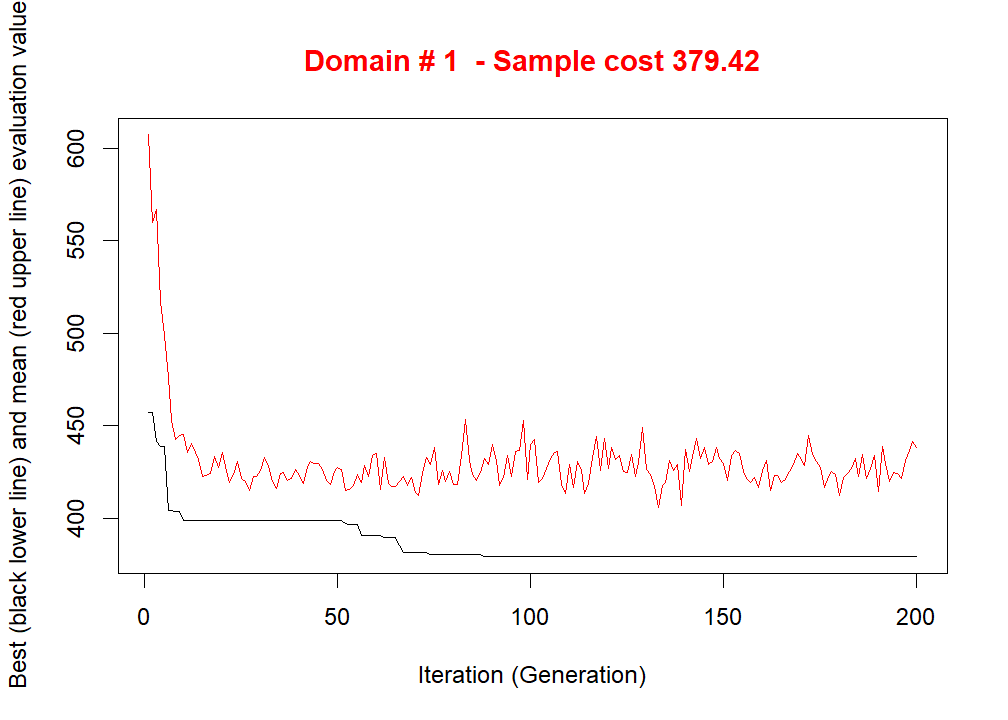 Domain # 1  - Sample cost 379.42
Best (black lower line) and mean (red upper line) evaluation value
600
550
500
450
400
0 50 100 150 200
Iteration (Generation)